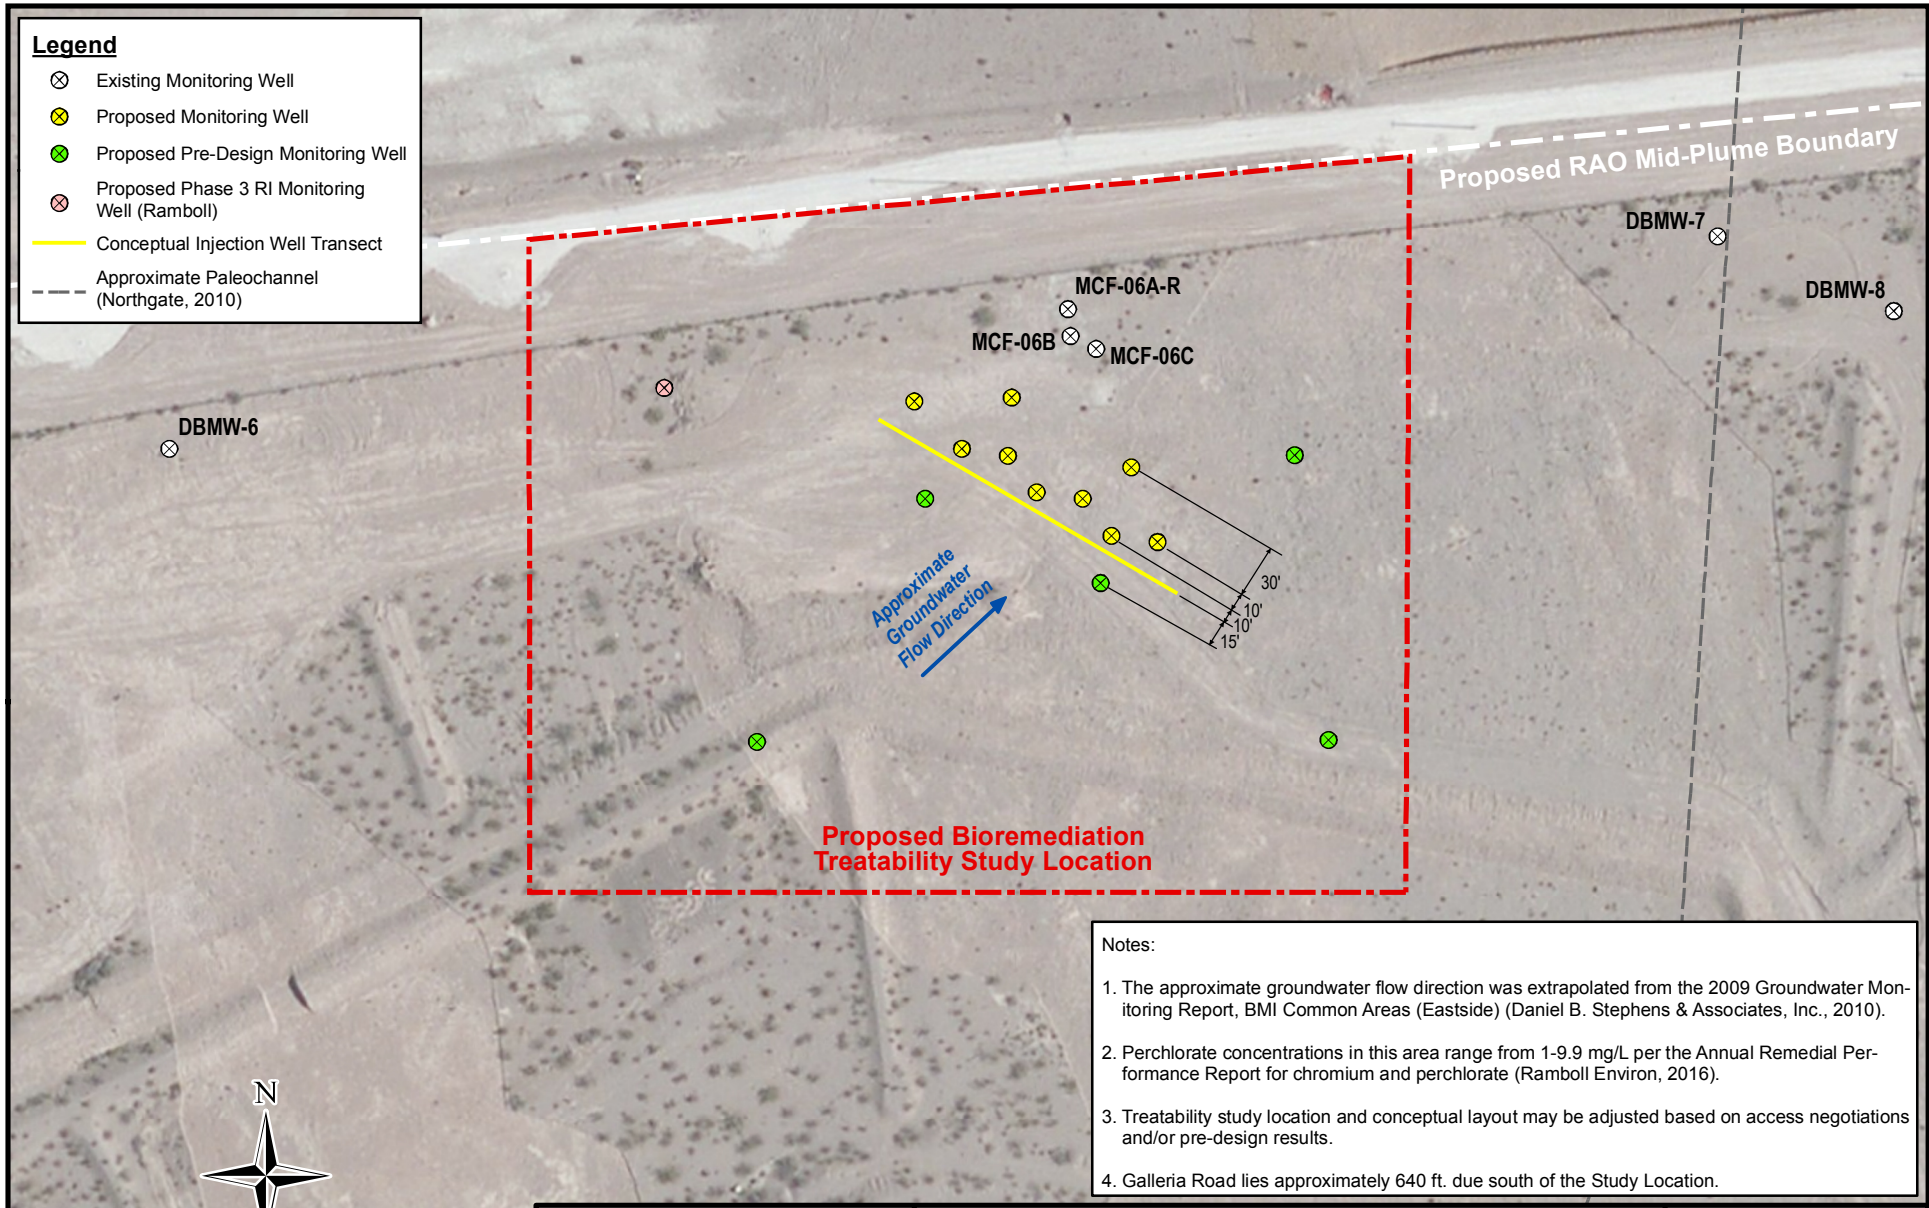 Legend
Existing Monitoring Well
Proposed Monitoring Well
Proposed Pre-Design Monitoring Well
Proposed Phase 3 RI Monitoring
Well (Ramboll)
Conceptual Injection Well Transect
Approximate Paleochannel
(Northgate, 2010)
Proposed RAO Mid-Plume Boundary
DBMW-7
DBMW-8
MCF-06A-R
MCF-06B
MCF-06C
DBMW-6
30'
10'
10'
15'
Approximate
Groundwater
Flow Direction
Proposed Bioremediation
Treatability Study Location
N
Notes:
1. The approximate groundwater flow direction was extrapolated from the 2009 Groundwater Mon-
itoring Report, BMI Common Areas (Eastside) (Daniel B. Stephens & Associates, Inc., 2010).
2. Perchlorate concentrations in this area range from 1-9.9 mg/L per the Annual Remedial Per-
formance Report for chromium and perchlorate (Ramboll Environ, 2016).
3. Treatability study location and conceptual layout may be adjusted based on access negotiations
and/or pre-design results.
4. Galleria Road lies approximately 640 ft. due south of the Study Location.